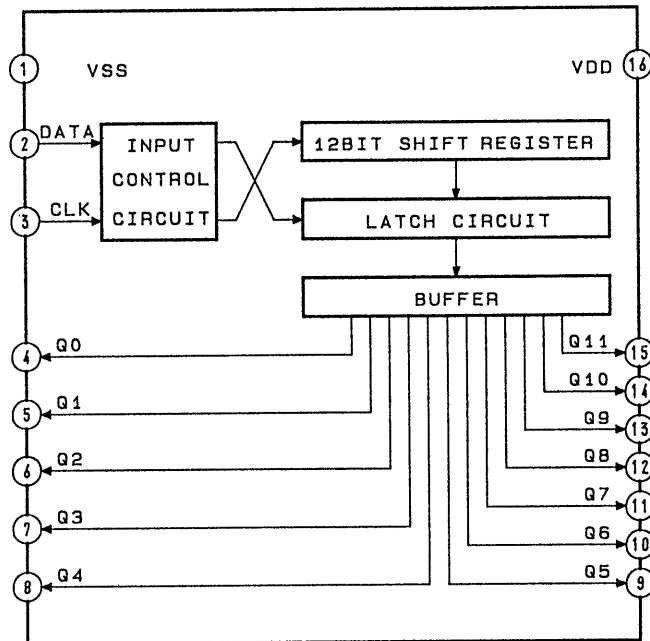 1 VSS VDD 16
2 DATA
3 CLK
INPUT
CONTROL
CIRCUIT
12BIT SHIFT REGISTER
LATCH CIRCUIT
BUFFER
4 Q0 Q11 15
Q10 14
5 Q1 Q9 13
6 Q2 Q8 12
Q7 11
7 Q3 Q6 10
8 Q4 Q5 9